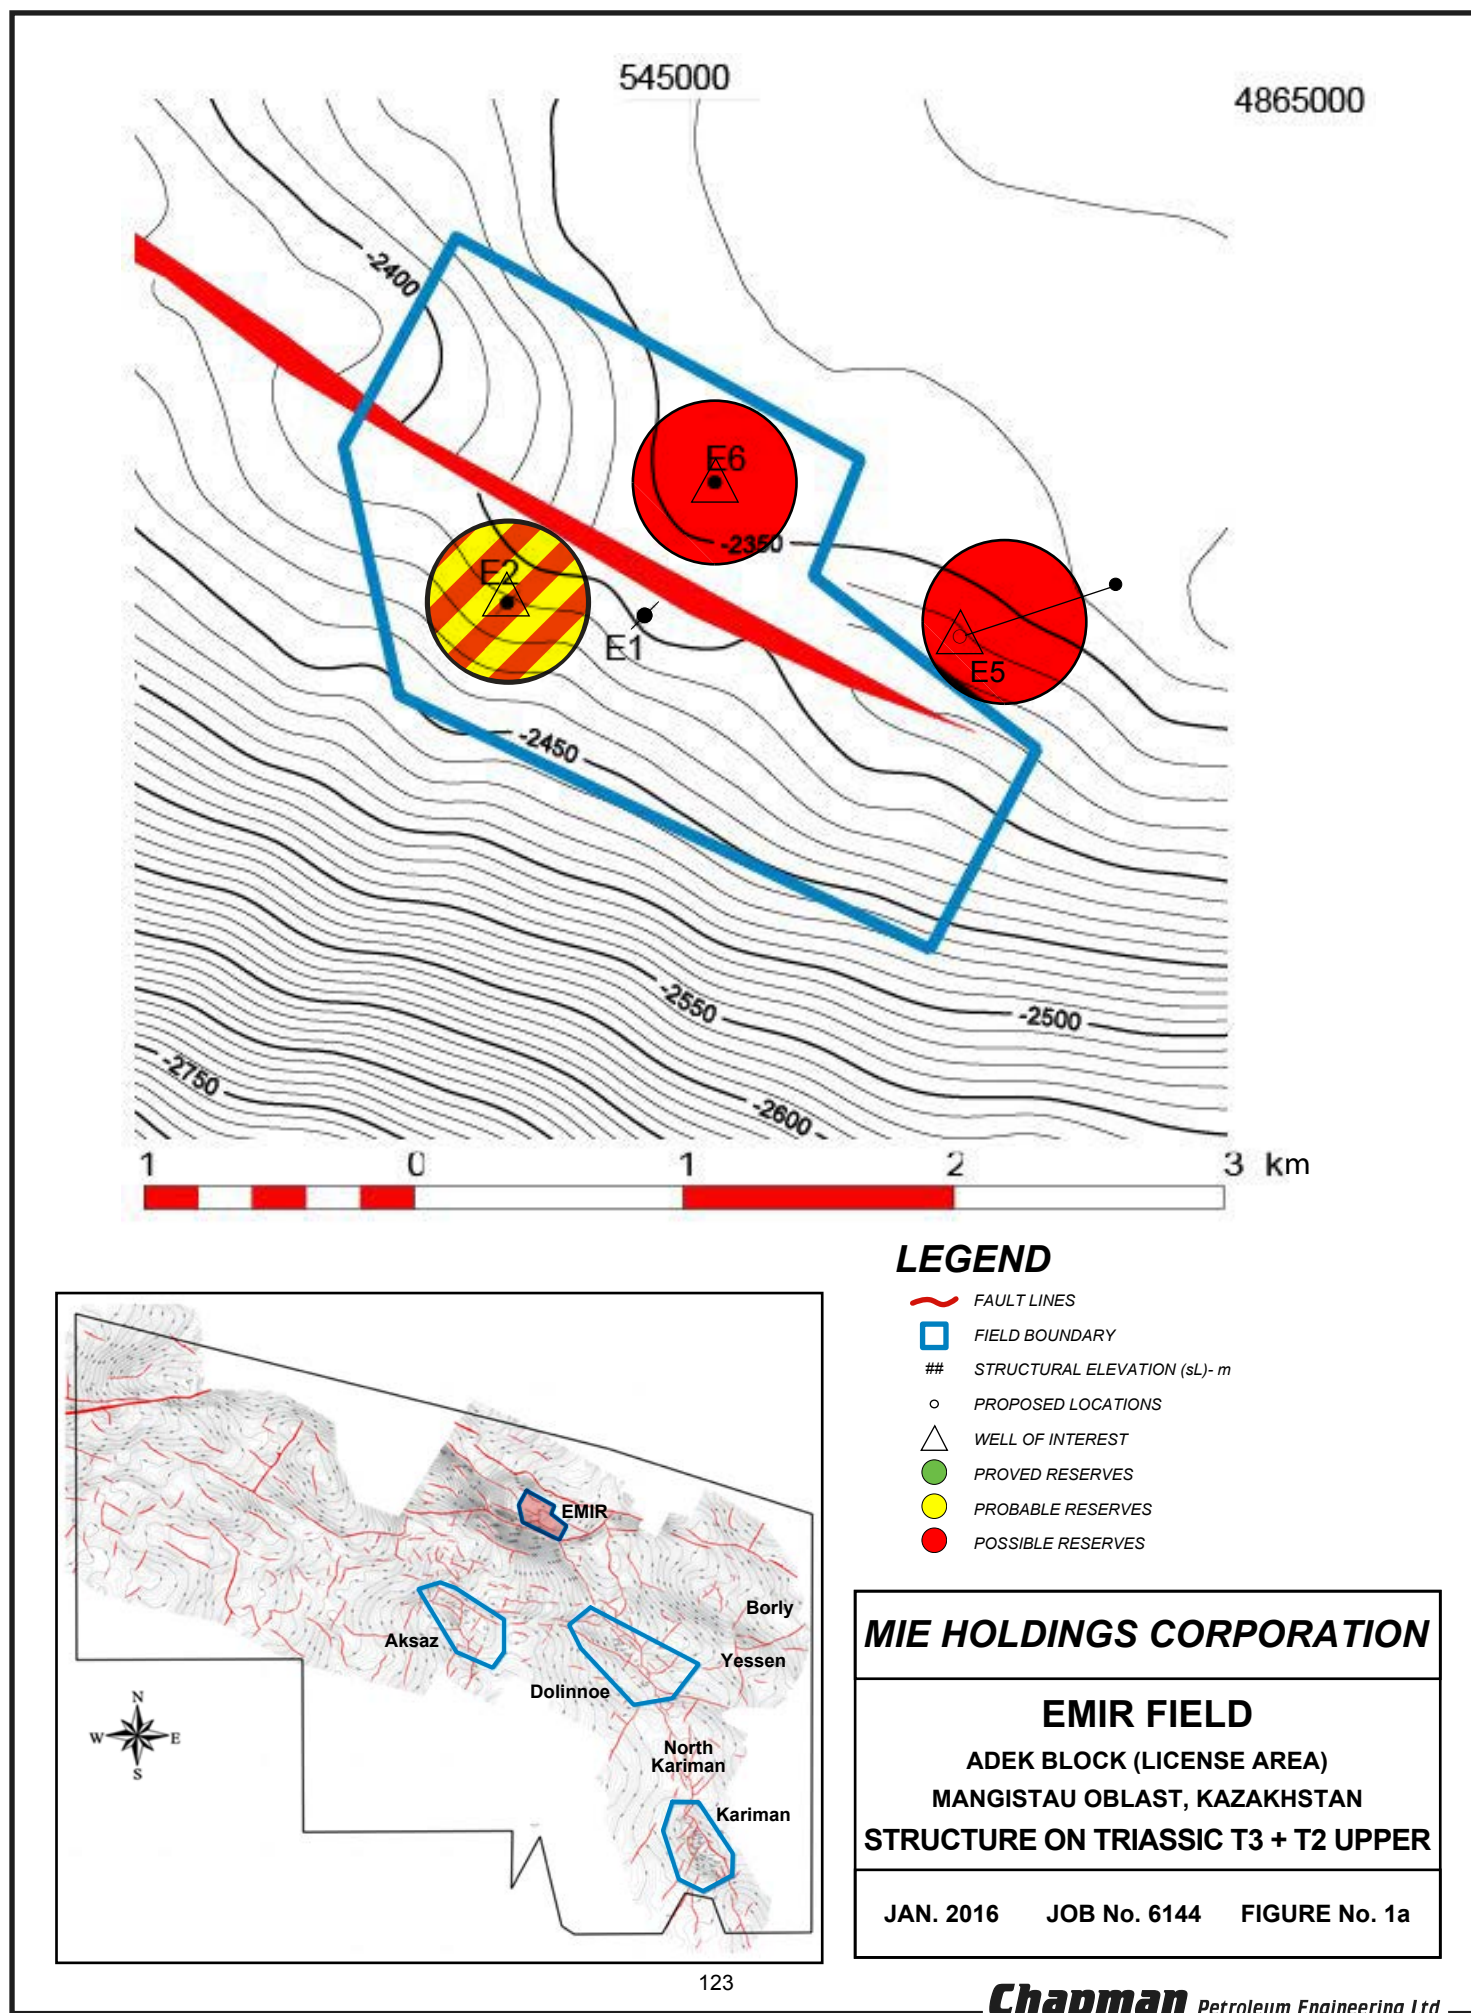 545000
4865000
-2400
E6
-2350
E2
E1
E5
-2450
-2550
-2500
-2750
-2600
1 0 1 2 3 km
LEGEND
FAULT LINES
FIELD BOUNDARY
## STRUCTURAL ELEVATION (sL)- m
PROPOSED LOCATIONS
WELL OF INTEREST
PROVED RESERVES
PROBABLE RESERVES
POSSIBLE RESERVES
EMIR
Borly
Aksaz
Yessen
Dolinnoe
N
W E
S
North
Kariman
Kariman
MIE HOLDINGS CORPORATION
EMIR FIELD
ADEK BLOCK (LICENSE AREA)
MANGISTAU OBLAST, KAZAKHSTAN
STRUCTURE ON TRIASSIC T3 + T2 UPPER
JAN. 2016 JOB No. 6144 FIGURE No. 1a
123
Chapman Petroleum Engineering Ltd